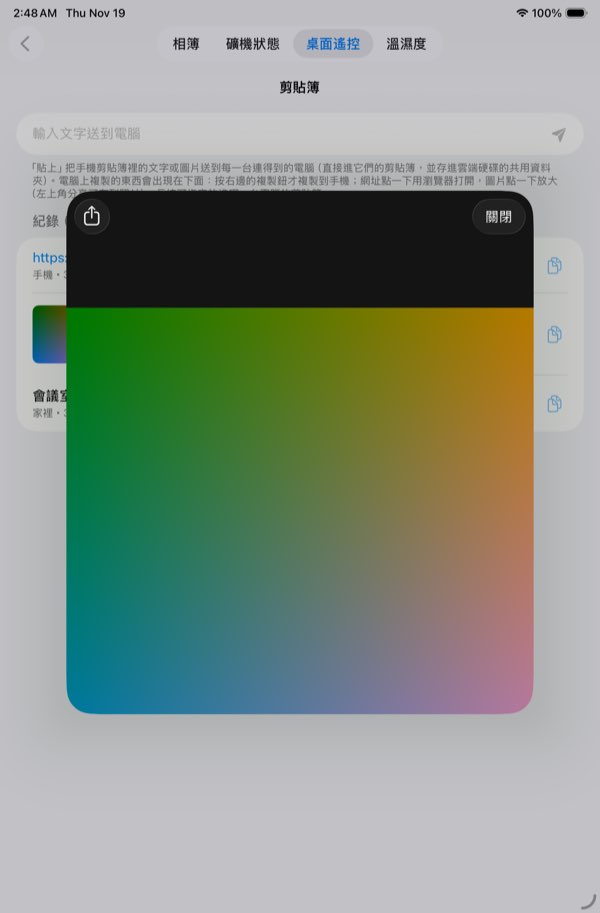 2:48 AM Thu Nov 19
100%
相簿
礦機狀態
桌面遙控
溫濕度
剪貼簿
輸入文字送到電腦
「貼上」把手機剪貼簿裡的文字或圖片送到每一台連得到的電腦（直接進它們的剪貼簿，並存進雲端硬碟的共用資料
夾）。電腦上複製的東西會出現在下面：按右邊的複製鈕才複製到手機；網址點一下用瀏覽器打開，圖片點一下放大
（左上角分享
紀錄
關閉
https:
手機・3
會議室
家裡・3